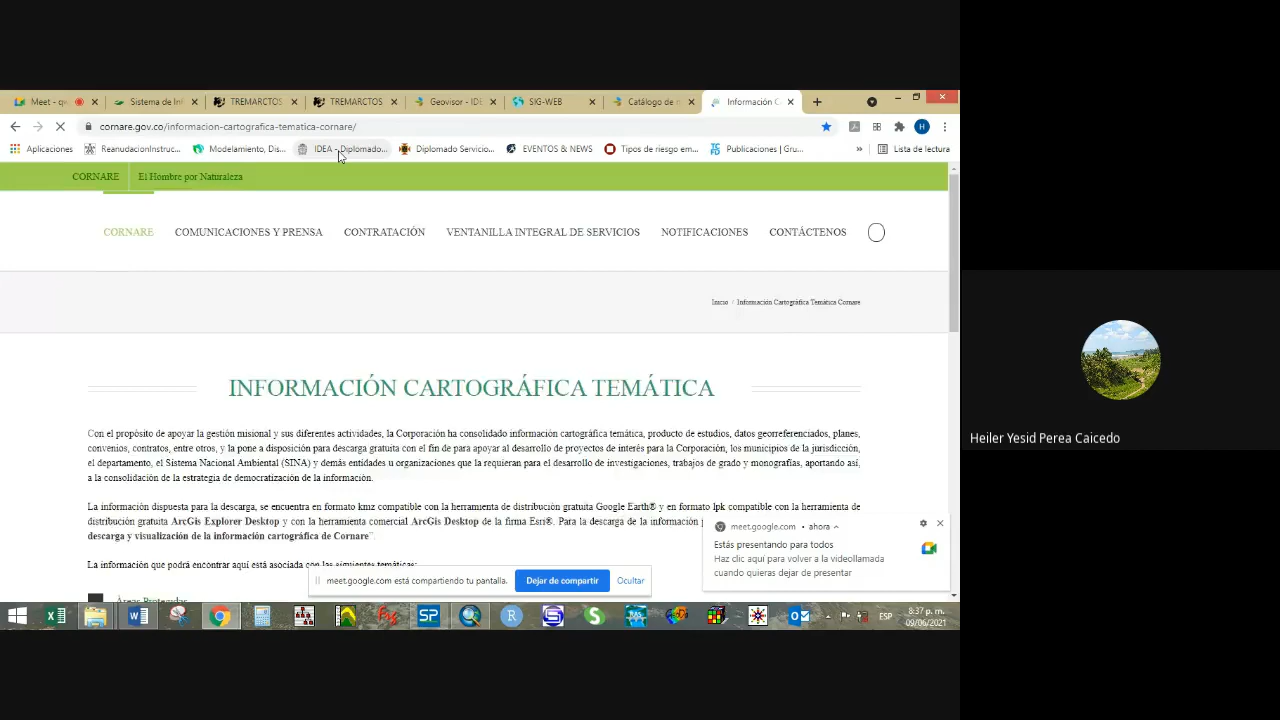 Meet - qv
Sistema de Inf
TREMARCTOS
TREMARCTOS
Geovisor - IDE
SIG-WEB
Catálogo de m
Información C
cornare.gov.co/informacion-cartografica-tematica-cornare/
Aplicaciones
ReanudacionInstruc...
Modelamiento, Dis...
IDEA - Diplomado...
Diplomado Servicio...
EVENTOS & NEWS
Tipos de riesgo em...
Publicaciones | Gru...
»
Lista de lectura
CORNARE
El Hombre por Naturaleza
CORNARE
COMUNICACIONES Y PRENSA
CONTRATACIÓN
VENTANILLA INTEGRAL DE SERVICIOS
NOTIFICACIONES
CONTÁCTENOS
Inicio / Información Cartográfica Temática Cornare
INFORMACIÓN CARTOGRÁFICA TEMÁTICA
Con el propósito de apoyar la gestión misional y sus diferentes actividades, la Corporación ha consolidado información cartográfica temática, producto de estudios, datos georreferenciados, planes,
convenios, contratos, entre otros, y la pone a disposición para descarga gratuita con el fin de para apoyar al desarrollo de proyectos de interés para la Corporación, los municipios de la jurisdicción,
el departamento, el Sistema Nacional Ambiental (SINA) y demás entidades u organizaciones que la requieran para el desarrollo de investigaciones, trabajos de grado y monografías, aportando así,
a la consolidación de la estrategia de democratización de la información.
La información dispuesta para la descarga, se encuentra en formato kmz compatible con la herramienta de distribución gratuita Google Earth® y en formato lpk compatible con la herramienta de
distribución gratuita ArcGis Explorer Desktop y con la herramienta comercial ArcGis Desktop de la firma Esri®. Para la descarga de la información
descarga y visualización de la información cartográfica de Cornare¨.
La información que podrá encontrar aquí está asociada con las siguientes temáticas:
Áreas Protegidas
meet.google.com • ahora
Estás presentando para todos
Haz clic aquí para volver a la videollamada
cuando quieras dejar de presentar
meet.google.com está compartiendo tu pantalla.
Dejar de compartir
Ocultar
ESP
8:37 p. m.
09/06/2021
Heiler Yesid Perea Caicedo